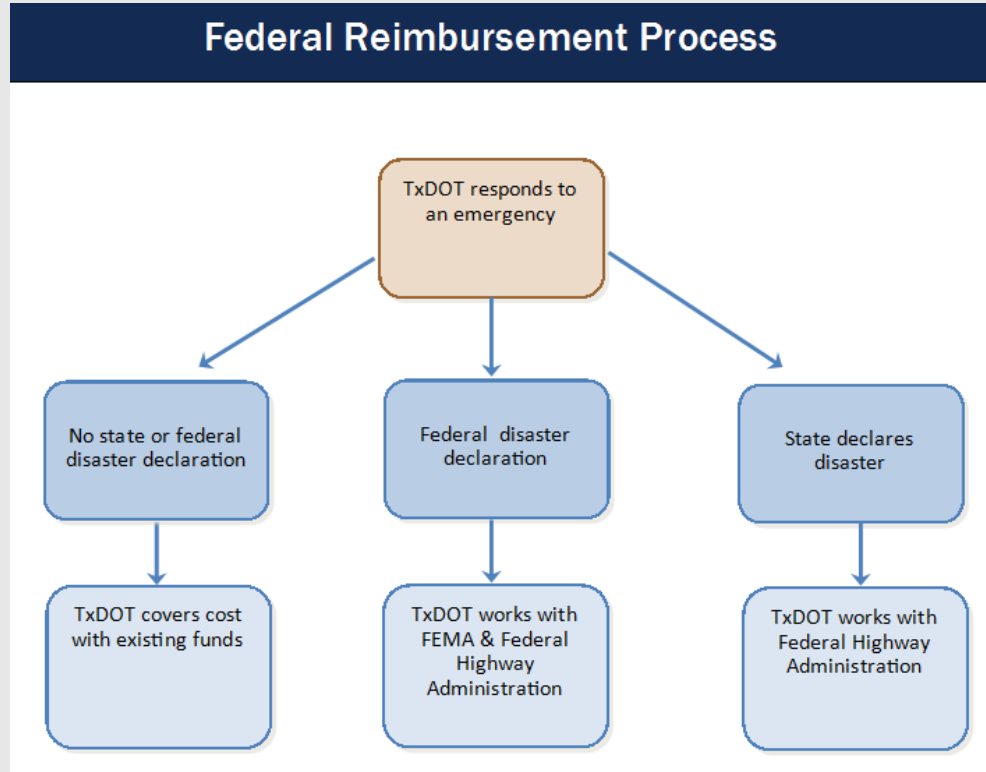 Federal Reimbursement Process
TxDOT responds to
an emergency
No state or federal
disaster declaration
Federal disaster
declaration
State declares
disaster
TxDOT covers cost
with existing funds
TxDOT works with
FEMA & Federal
Highway
Administration
TxDOT works with
Federal Highway
Administration